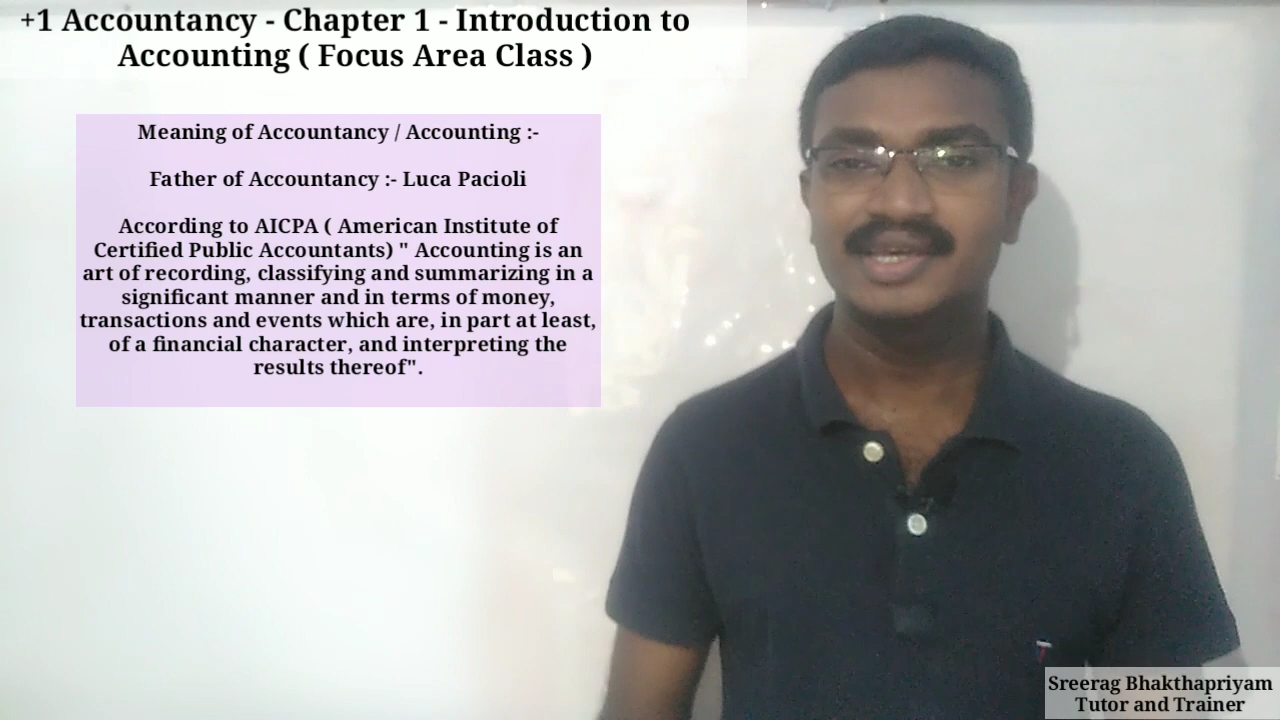 +1 Accountancy - Chapter 1 - Introduction to
Accounting ( Focus Area Class )
Meaning of Accountancy / Accounting :-
Father of Accountancy :- Luca Pacioli
According to AICPA ( American Institute of
Certified Public Accountants) " Accounting is an
art of recording, classifying and summarizing in a
significant manner and in terms of money,
transactions and events which are, in part at least,
of a financial character, and interpreting the
results thereof".
Sreerag Bhakthapriyam
Tutor and Trainer